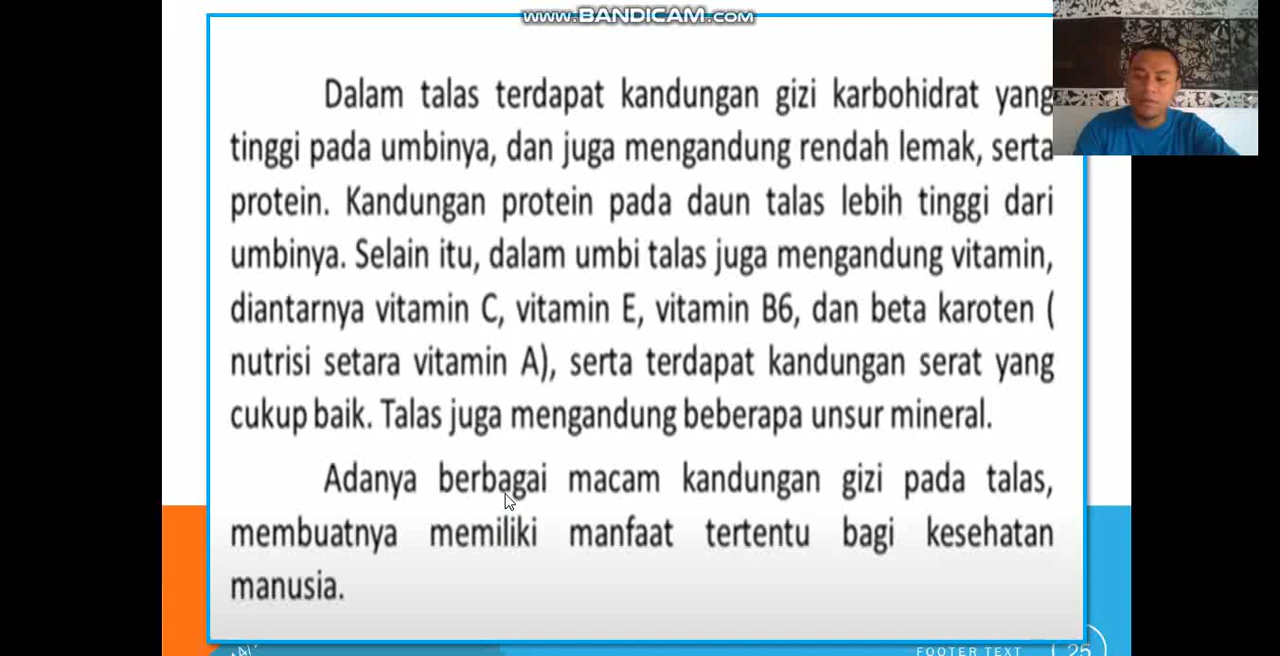 www.BANDICAM.com
Dalam talas terdapat kandungan gizi karbohidrat yang
tinggi pada umbinya, dan juga mengandung rendah lemak, serta
protein. Kandungan protein pada daun talas lebih tinggi dari
umbinya. Selain itu, dalam umbi talas juga mengandung vitamin,
diantarnya vitamin C, vitamin E, vitamin B6, dan beta karoten (
nutrisi setara vitamin A), serta terdapat kandungan serat yang
cukup baik. Talas juga mengandung beberapa unsur mineral.
Adanya berbagai macam kandungan gizi pada talas,
membuatnya memiliki manfaat tertentu bagi kesehatan
manusia.
FOOTER TEXT
25